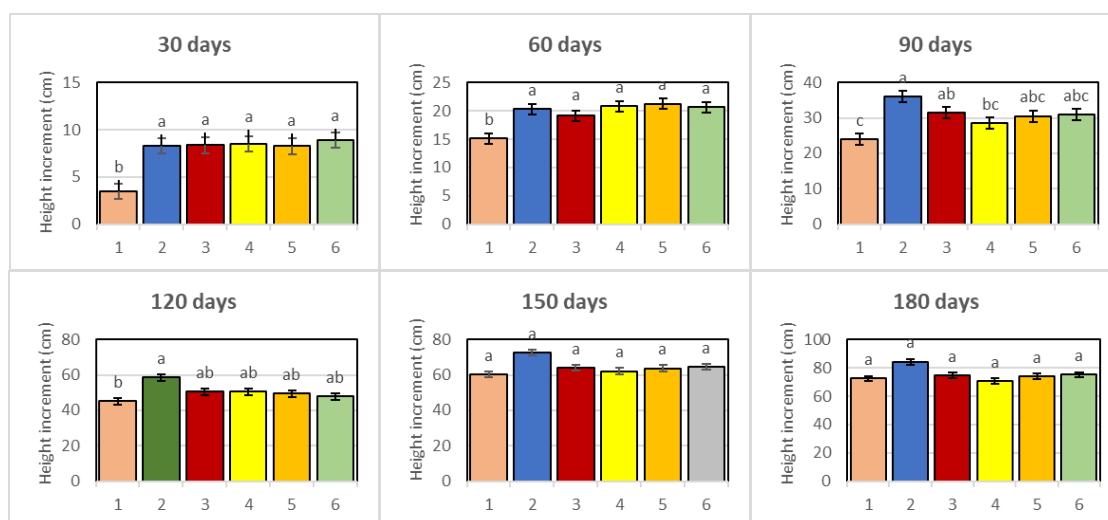 30 days
Height increment (cm)
15
10
5
0
b a a a a a
1 2 3 4 5 6
60 days
Height increment (cm)
25
20
15
10
5
0
b a a a a a
1 2 3 4 5 6
90 days
Height increment (cm)
40
30
20
10
0
c a ab bc abc abc
1 2 3 4 5 6
120 days
Height increment (cm)
80
60
40
20
0
b a ab ab ab ab
1 2 3 4 5 6
150 days
Height increment (cm)
80
60
40
20
0
a a a a a a
1 2 3 4 5 6
180 days
Height increment (cm)
100
80
60
40
20
0
a a a a a a
1 2 3 4 5 6